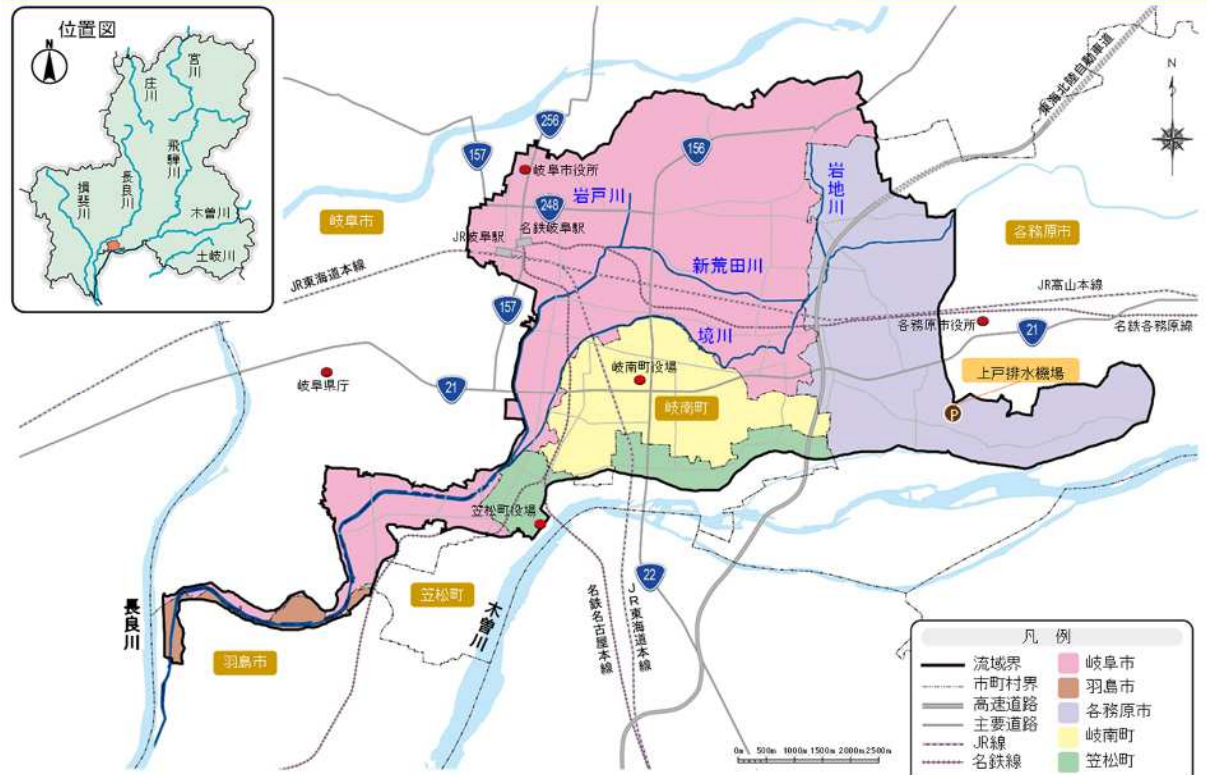 位置図
N
宮川
庄川
飛騨川
長良川
揖斐川
木曽川
土岐川
東海北陸自動車道
N
256
157
156
岐阜市役所
岩戸川
岩地川
248
岐阜市
名鉄岐阜駅
JR岐阜駅
各務原市
新荒田川
JR東海道本線
JR高山本線
157
境川
各務原市役所
21
名鉄各務原線
岐阜県庁
21
岐南町役場
上戸排水機場
岐南町
P
笠松町役場
22
笠松町
木曽川
名鉄名古屋本線
JR東海道本線
長良川
羽島市
凡 例
流域界
市町村界
高速道路
主要道路
JR線
名鉄線
岐阜市
羽島市
各務原市
岐南町
笠松町
0m 500m 1000m 1500m 2000m 2500m